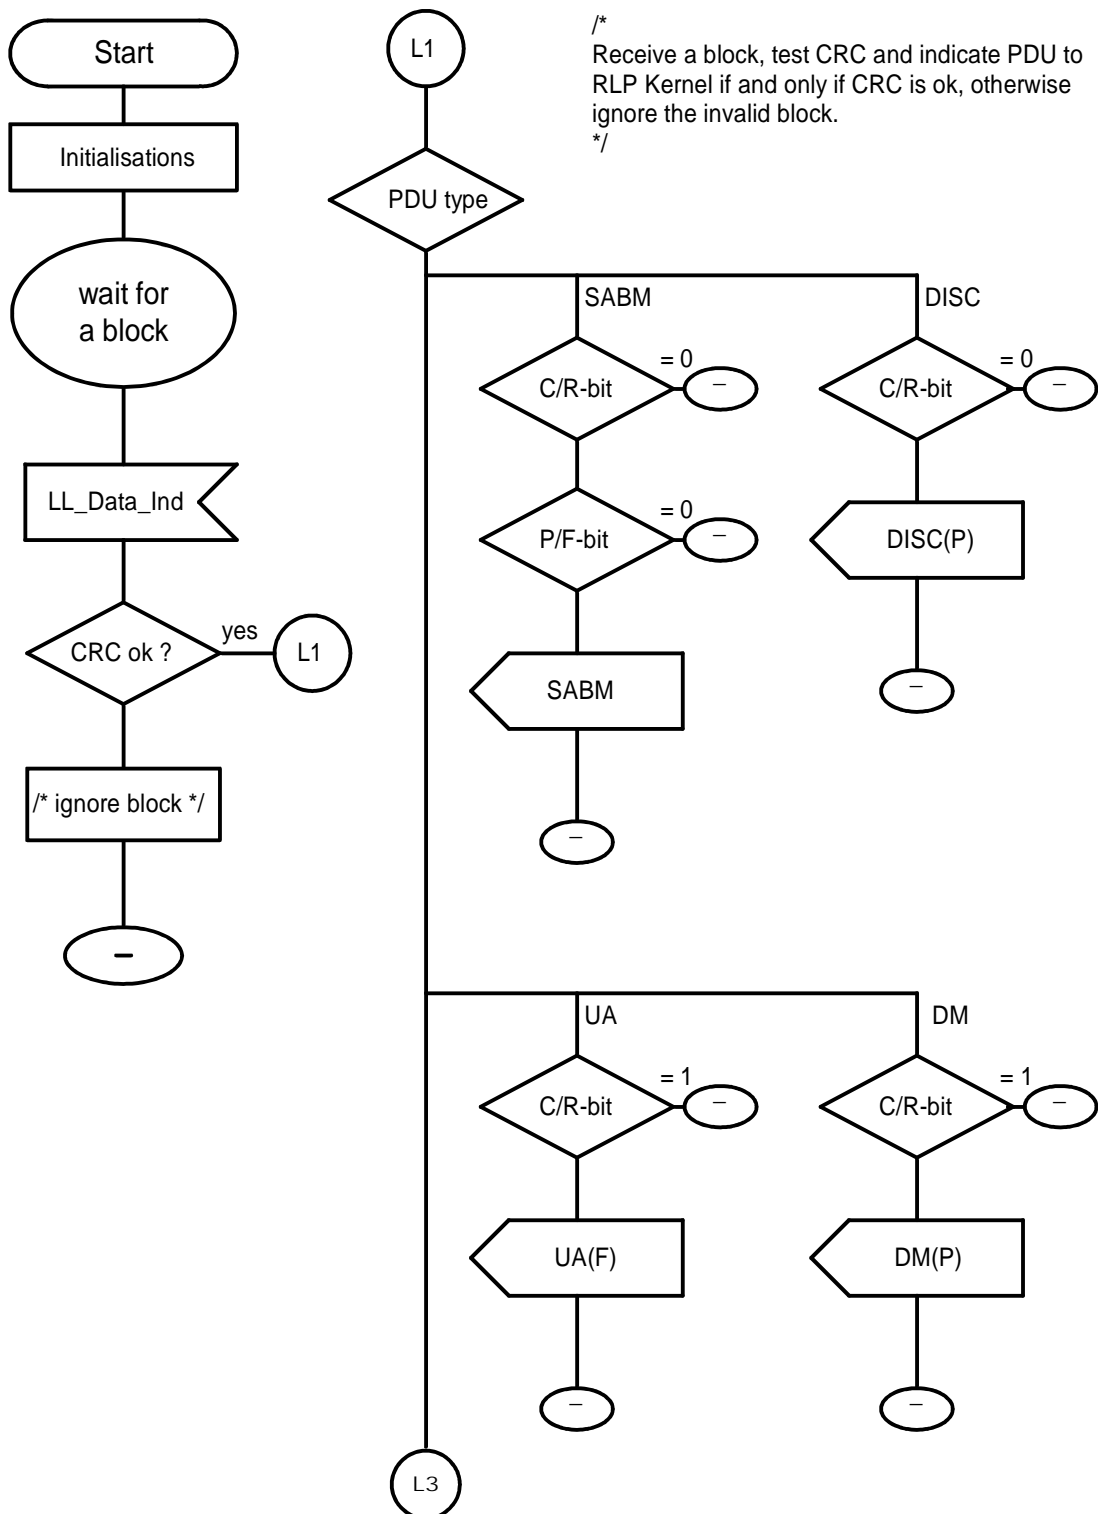 Start
Initialisations
wait for
a block
LL_Data_Ind
CRC ok ?
yes
L1
/* ignore block */
–
L1
PDU type
/*
Receive a block, test CRC and indicate PDU to
RLP Kernel if and only if CRC is ok, otherwise
ignore the invalid block.
*/
SABM
C/R-bit
= 0
–
P/F-bit
= 0
–
SABM
–
DISC
C/R-bit
= 0
–
DISC(P)
–
UA
C/R-bit
= 1
–
UA(F)
–
DM
C/R-bit
= 1
–
DM(P)
–
L3